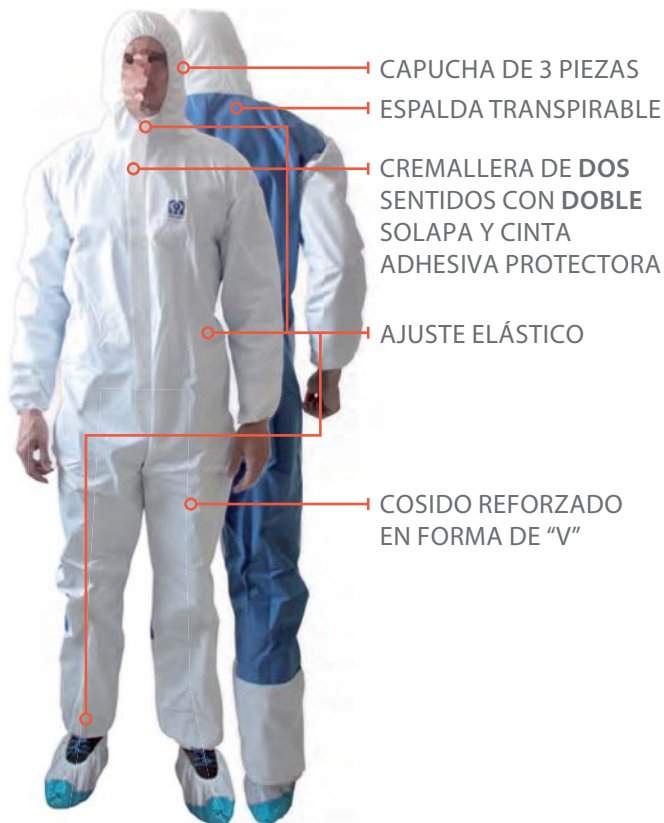 CAPUCHA DE 3 PIEZAS
ESPALDA TRANSPIRABLE
CREMALLERA DE DOS
SENTIDOS CON DOBLE
SOLAPA Y CINTA
ADHESIVA PROTECTORA
AJUSTE ELÁSTICO
COSIDO REFORZADO
EN FORMA DE “V”